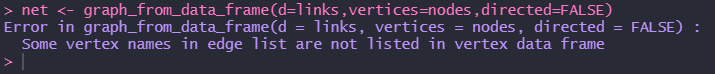 > net <- graph_from_data_frame(d=links,vertices=nodes,directed=FALSE)
Error in graph_from_data_frame(d = links, vertices = nodes, directed = FALSE) :
  Some vertex names in edge list are not listed in vertex data frame
>